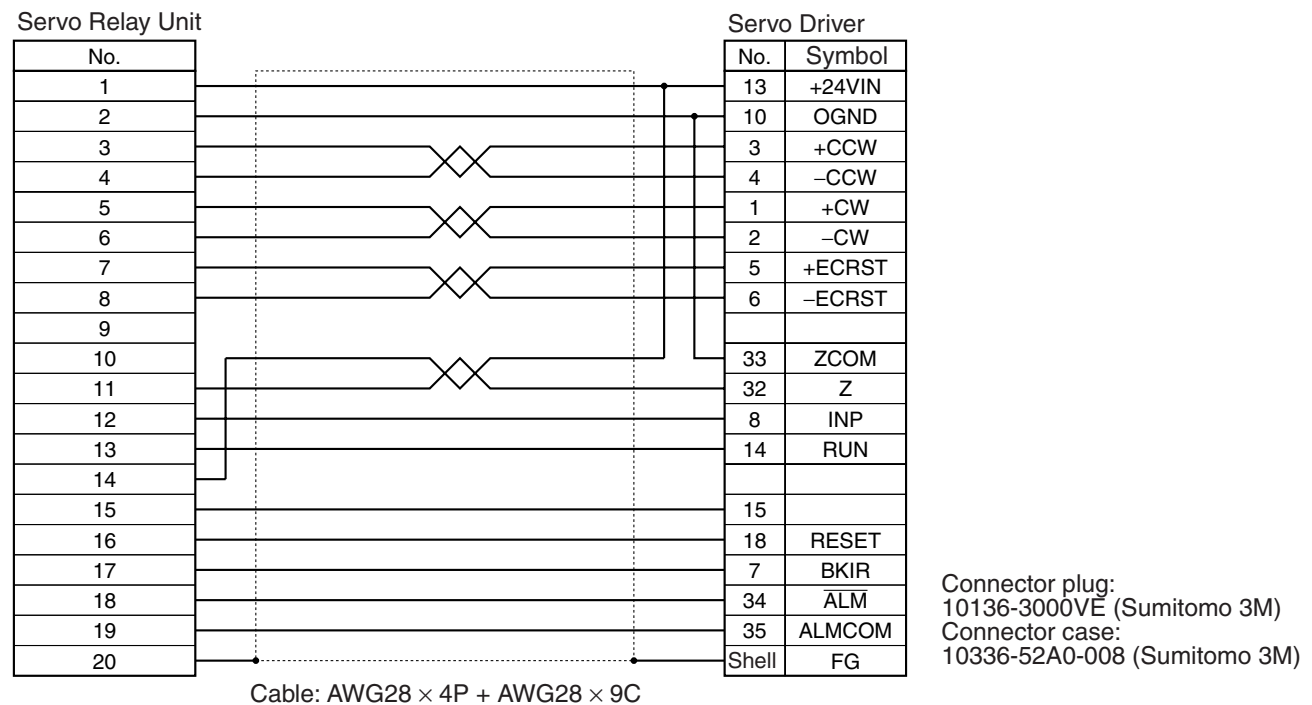 Servo Relay Unit Servo Driver
No. No. Symbol
1 13 +24VIN
2 10 OGND
3 3 +CCW
4 4 −CCW
5 1 +CW
6 2 −CW
7 5 +ECRST
8 6 −ECRST
9
10 33 ZCOM
11 32 Z
12 8 INP
13 14 RUN
14
15 15
16 18 RESET
17 7 BKIR
18 34 A̅L̅M̅
19 35 ALMCOM
20 Shell FG
Connector plug:
10136-3000VE (Sumitomo 3M)
Connector case:
10336-52A0-008 (Sumitomo 3M)
Cable: AWG28 × 4P + AWG28 × 9C